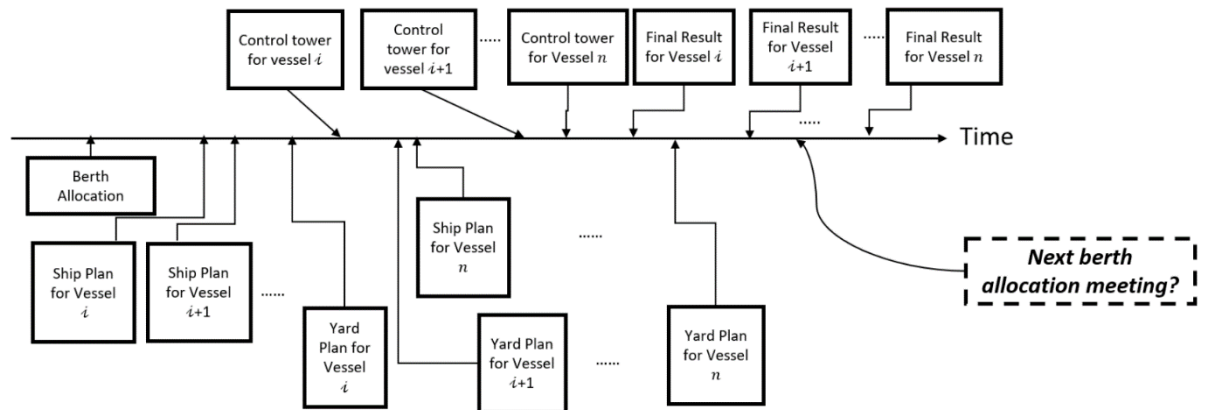 Control tower
for vessel i
Control
tower for
vessel i+1
.....
Control tower
for Vessel n
Final Result
for Vessel i
Final Result
for Vessel
i+1
.....
Final Result
for Vessel n
.....
Time
Berth
Allocation
Ship Plan
for Vessel
i
Ship Plan
for Vessel
i+1
......
Yard
Plan for
Vessel
i
Ship Plan
for Vessel
n
......
Yard Plan
for Vessel
i+1
......
Yard Plan
for Vessel
n
Next berth
allocation meeting?